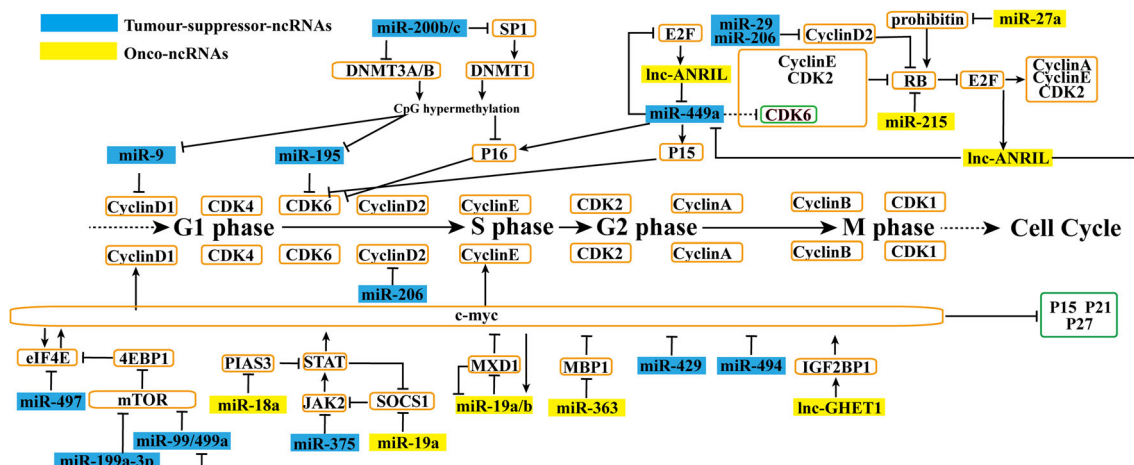 Tumour-suppressor-ncRNAs
Onco-ncRNAs
miR-200b/c
SP1
DNMT3A/B
DNMT1
CpG hypermethylation
miR-9
miR-195
P16
E2F
lnc-ANRIL
miR-449a
P15
miR-29
miR-206
CyclinD2
CyclinE
CDK2
CDK6
prohibitin
miR-27a
RB
E2F
CyclinA
CyclinE
CDK2
miR-215
lnc-ANRIL
CyclinD1
CDK4
CDK6
CyclinD2
CyclinE
CDK2
CyclinA
CyclinB
CDK1
G1 phase
S phase
G2 phase
M phase
Cell Cycle
CyclinD1
CDK4
CDK6
CyclinD2
CyclinE
CDK2
CyclinA
CyclinB
CDK1
miR-206
c-myc
P15 P21
P27
eIF4E
4EBP1
miR-497
mTOR
miR-99/499a
miR-199a-3p
PIAS3
STAT
miR-18a
JAK2
SOCS1
miR-375
miR-19a
MXD1
miR-19a/b
MBP1
miR-363
miR-429
miR-494
IGF2BP1
lnc-GHET1